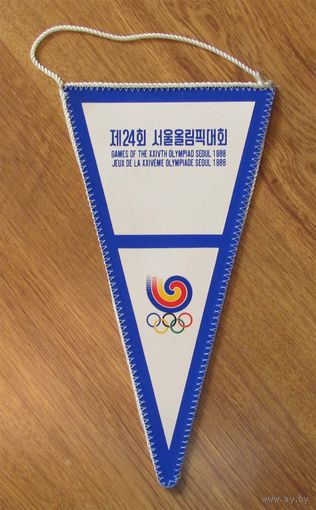 제24회 서울올림픽대회
GAMES OF THE XXIVTH OLYMPIAD SEOUL 1988
JEUX DE LA XXIVEME OLYMPIADE SEOUL 1988
www.ay.by